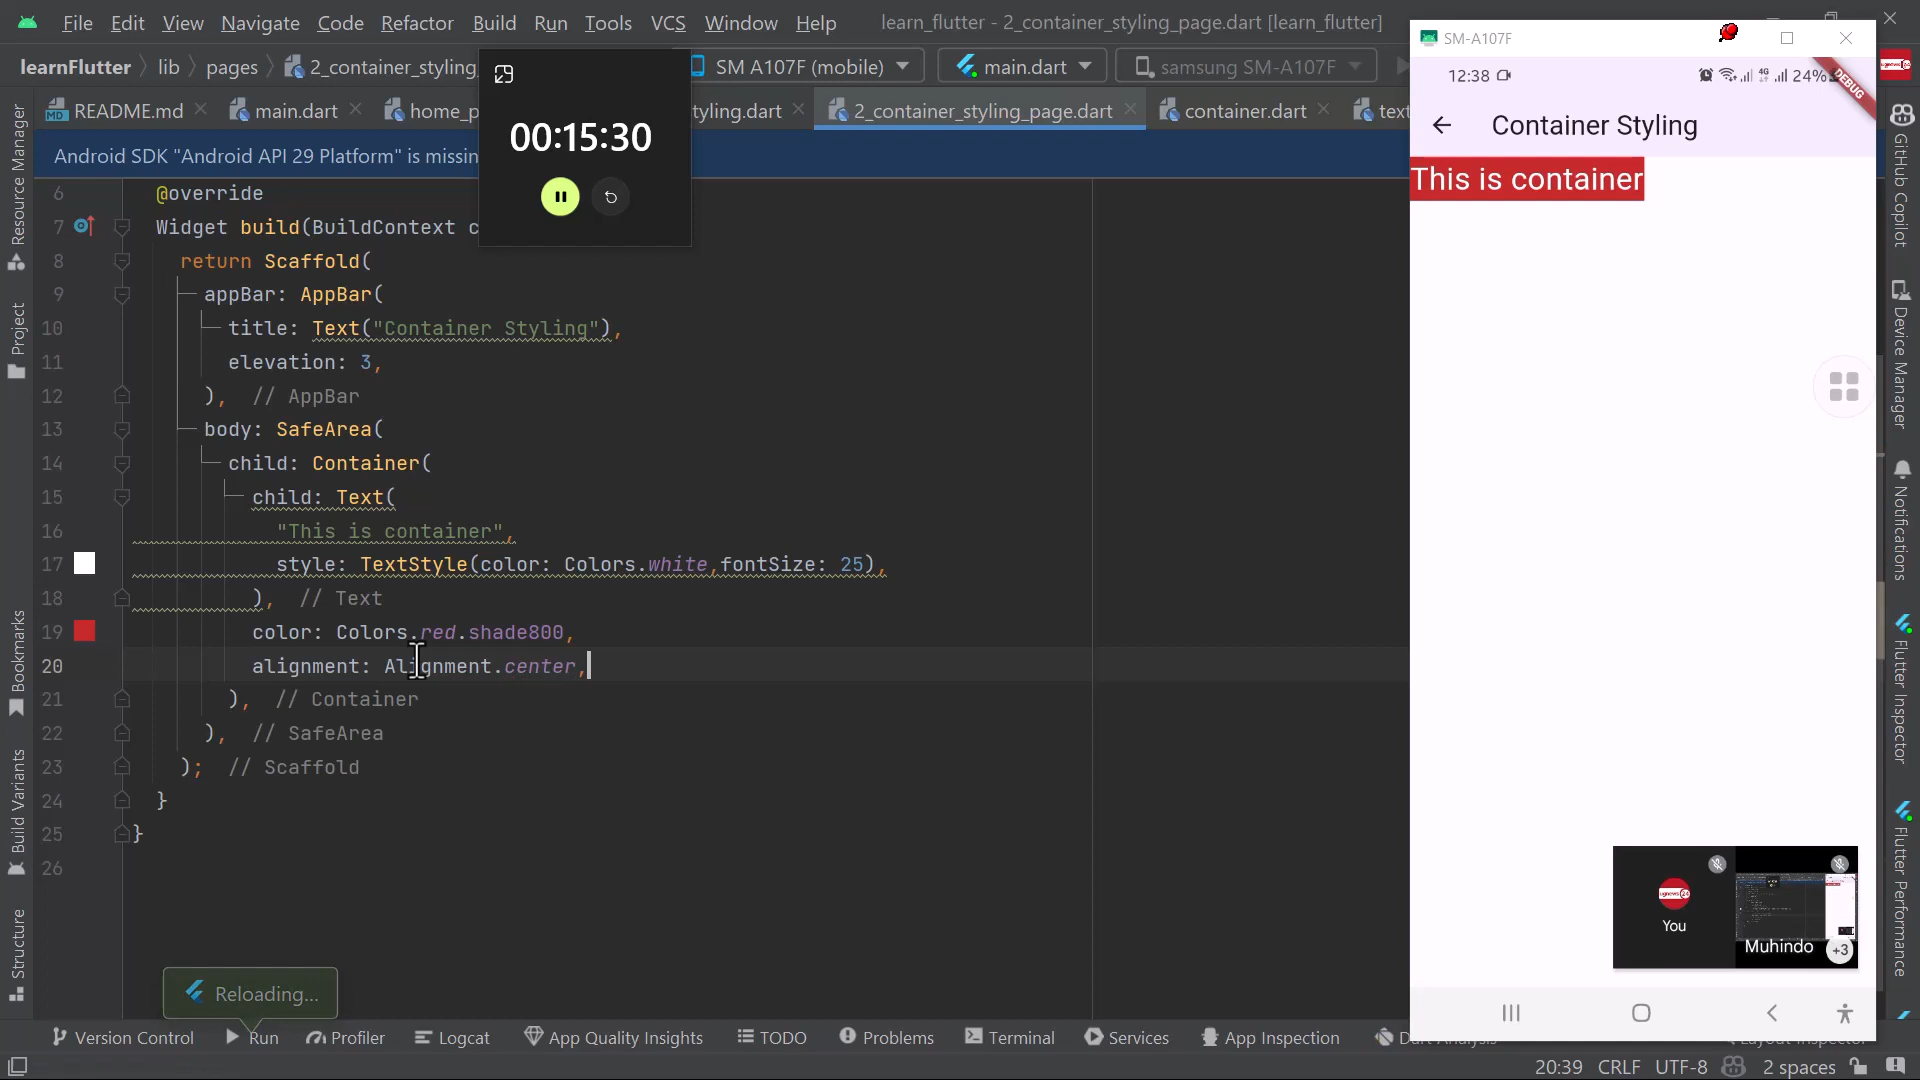 File Edit View Navigate Code Refactor Build Run Tools VCS Window Help learn_flutter - 2_container_styling_page.dart [learn_flutter]
learnFlutter lib pages 2_container_styling_ SM A107F (mobile) main.dart samsung SM-A107F
README.md main.dart home_p tyling.dart 2_container_styling_page.dart container.dart tex
Android SDK "Android API 29 Platform" is missin
00:15:30
6 @override
7 Widget build(BuildContext c
8 return Scaffold(
9 appBar: AppBar(
10 title: Text("Container Styling"),
11 elevation: 3,
12 ), // AppBar
13 body: SafeArea(
14 child: Container(
15 child: Text(
16 "This is container",
17 style: TextStyle(color: Colors.white,fontSize: 25),
18 ), // Text
19 color: Colors.red.shade800,
20 alignment: Alignment.center,
21 ), // Container
22 ), // SafeArea
23 ); // Scaffold
24 }
25 }
26
Reloading...
Resource Manager
Project
Bookmarks
Build Variants
Structure
SM-A107F
12:38 4G 24%
DEBUG
Container Styling
This is container
You
Muhindo
+3
GitHub Copilot
Device Manager
Notifications
Flutter Inspector
Flutter Performance
Version Control Run Profiler Logcat App Quality Insights TODO Problems Terminal Services App Inspection Dart Analysis Layout Inspector
20:39 CRLF UTF-8 2 spaces